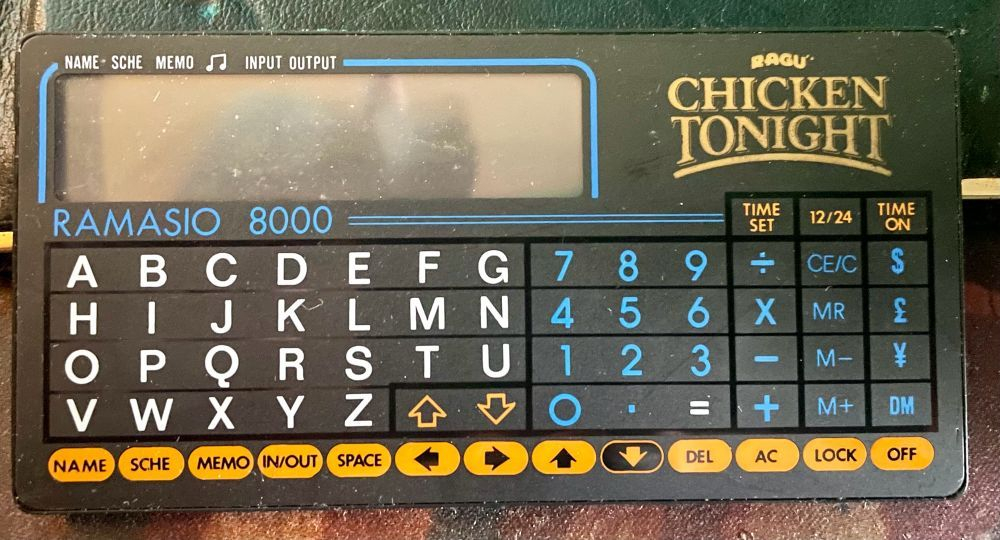 NAME SCHE MEMO ♫ INPUT OUTPUT
RAGU
CHICKEN
TONIGHT
RAMASIO 8000
TIME SET 12/24 TIME ON
A B C D E F G 7 8 9 ÷ CE/C $
H I J K L M N 4 5 6 X MR £
O P Q R S T U 1 2 3 − M− ¥
V W X Y Z ⇧ ⇩ 0 . = + M+ DM
NAME SCHE MEMO IN/OUT SPACE ← → ↑ ↓ DEL AC LOCK OFF